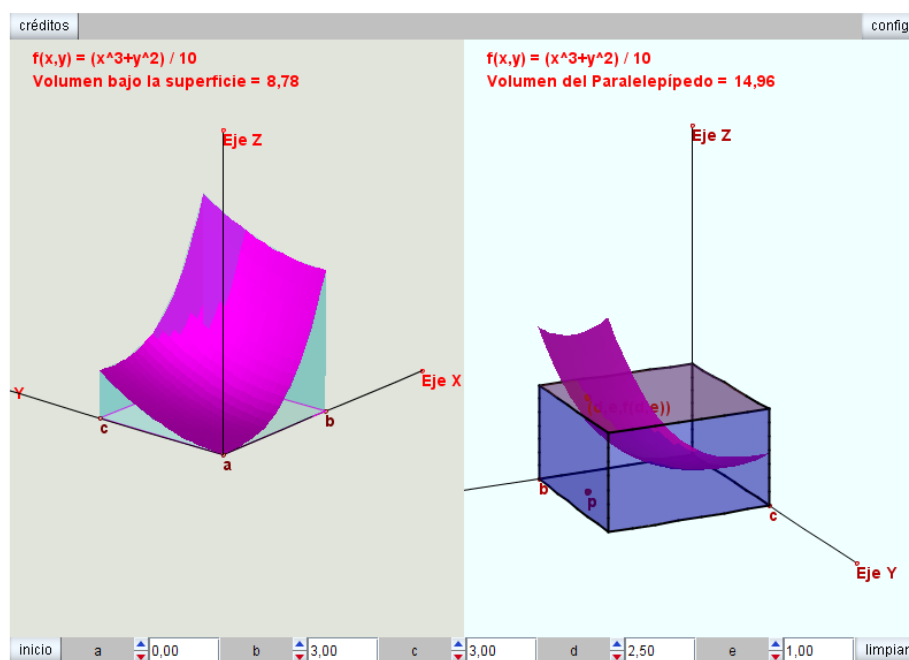 créditos
config
f(x,y) = (x^3+y^2) / 10
Volumen bajo la superficie = 8,78
Eje Z
Eje X
Y
c
b
a
f(x,y) = (x^3+y^2) / 10
Volumen del Paralelepípedo = 14,96
Eje Z
(d,e,f(d,e))
b
p
c
Eje Y
inicio a 0,00 b 3,00 c 3,00 d 2,50 e 1,00 limpiar